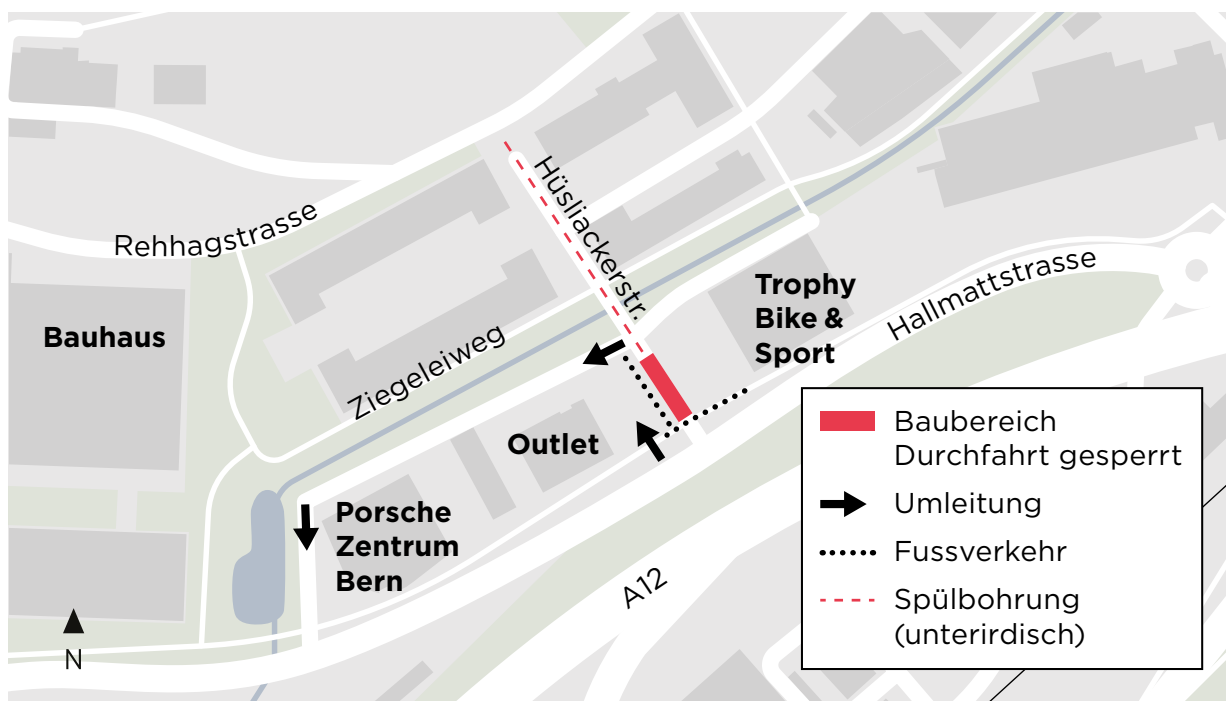 Rehhagstrasse
Hüsliackerstr.
Bauhaus
Ziegeleiweg
Trophy
Bike &
Sport
Hallmattstrasse
Outlet
Porsche
Zentrum
Bern
A12
N
Baubereich
Durchfahrt gesperrt
Umleitung
Fussverkehr
Spülbohrung
(unterirdisch)